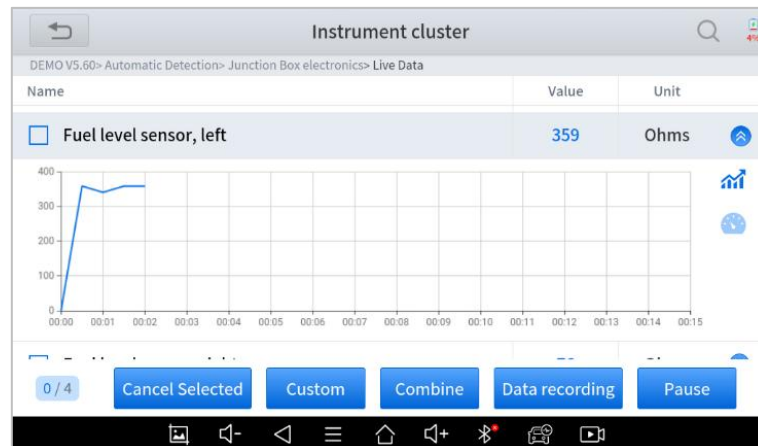 Instrument cluster
4%
DEMO V5.60> Automatic Detection> Junction Box electronics> Live Data
Name Value Unit
Fuel level sensor, left 359 Ohms
400
300
200
100
0
00:00 00:01 00:02 00:03 00:04 00:05 00:06 00:07 00:08 00:09 00:10 00:11 00:12 00:13 00:14 00:15
0 / 4 Cancel Selected Custom Combine Data recording Pause